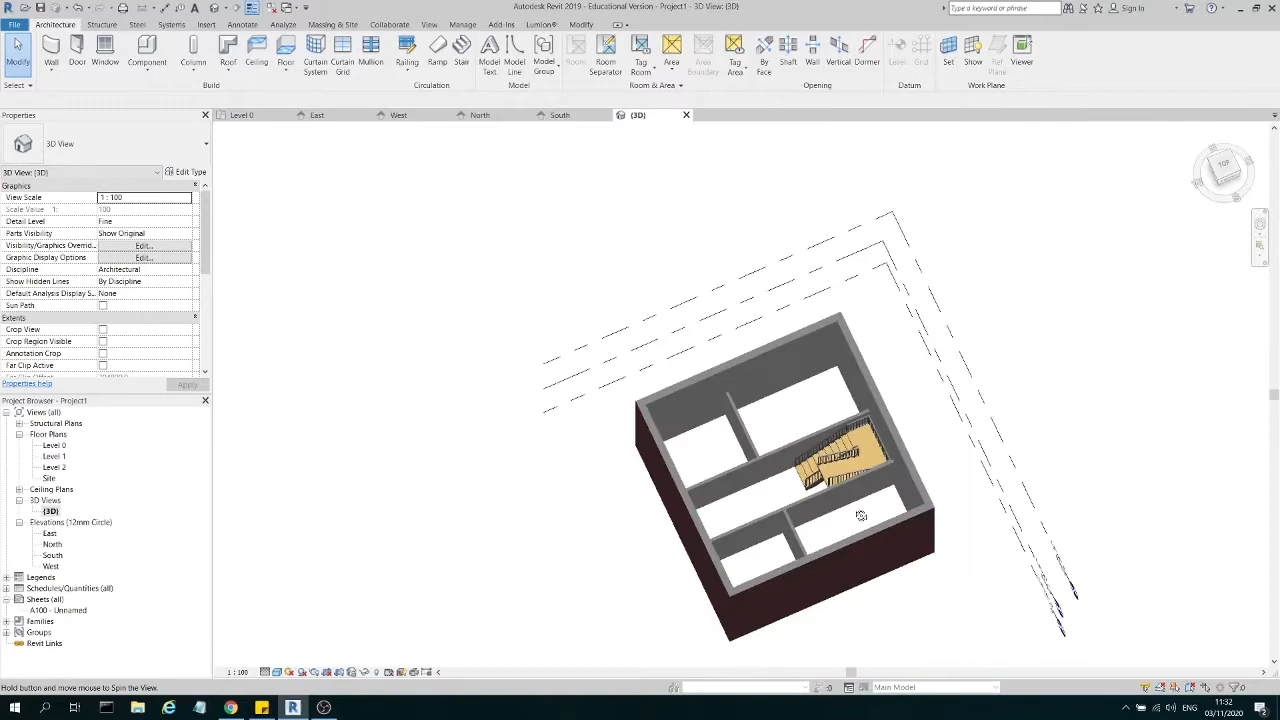 Autodesk Revit 2019 - Educational Version - Project1 - 3D View: {3D}
Type a keyword or phrase
Sign In
File Architecture Structure Steel Systems Insert Annotate Analyze Massing & Site Collaborate View Manage Add-Ins Lumion® Modify
Modify Wall Door Window Component Column Roof Ceiling Floor Curtain System Curtain Grid Mullion Railing Ramp Stair Model Text Model Line Model Group Room Room Separator Tag Room Area Area Boundary Tag Area By Face Shaft Wall Vertical Dormer Level Grid Set Show Ref Plane Viewer
Select Build Circulation Model Room & Area Opening Datum Work Plane
Properties
Level 0 East West North South {3D}
3D View
3D View: {3D} Edit Type
Graphics
View Scale 1 : 100
Scale Value 1: 100
Detail Level Fine
Parts Visibility Show Original
Visibility/Graphics Overrid... Edit...
Graphic Display Options Edit...
Discipline Architectural
Show Hidden Lines By Discipline
Default Analysis Display S... None
Sun Path
Extents
Crop View
Crop Region Visible
Annotation Crop
Far Clip Active
Properties help Apply
TOP
Project Browser - Project1
Views (all)
Structural Plans
Floor Plans
Level 0
Level 1
Level 2
Site
Ceiling Plans
3D Views
{3D}
Elevations (12mm Circle)
East
North
South
West
Legends
Schedules/Quantities (all)
Sheets (all)
A100 - Unnamed
Families
Groups
Revit Links
1 : 100
Hold button and move mouse to Spin the View.
:0
Main Model
:0
ENG
11:32
03/11/2020
2